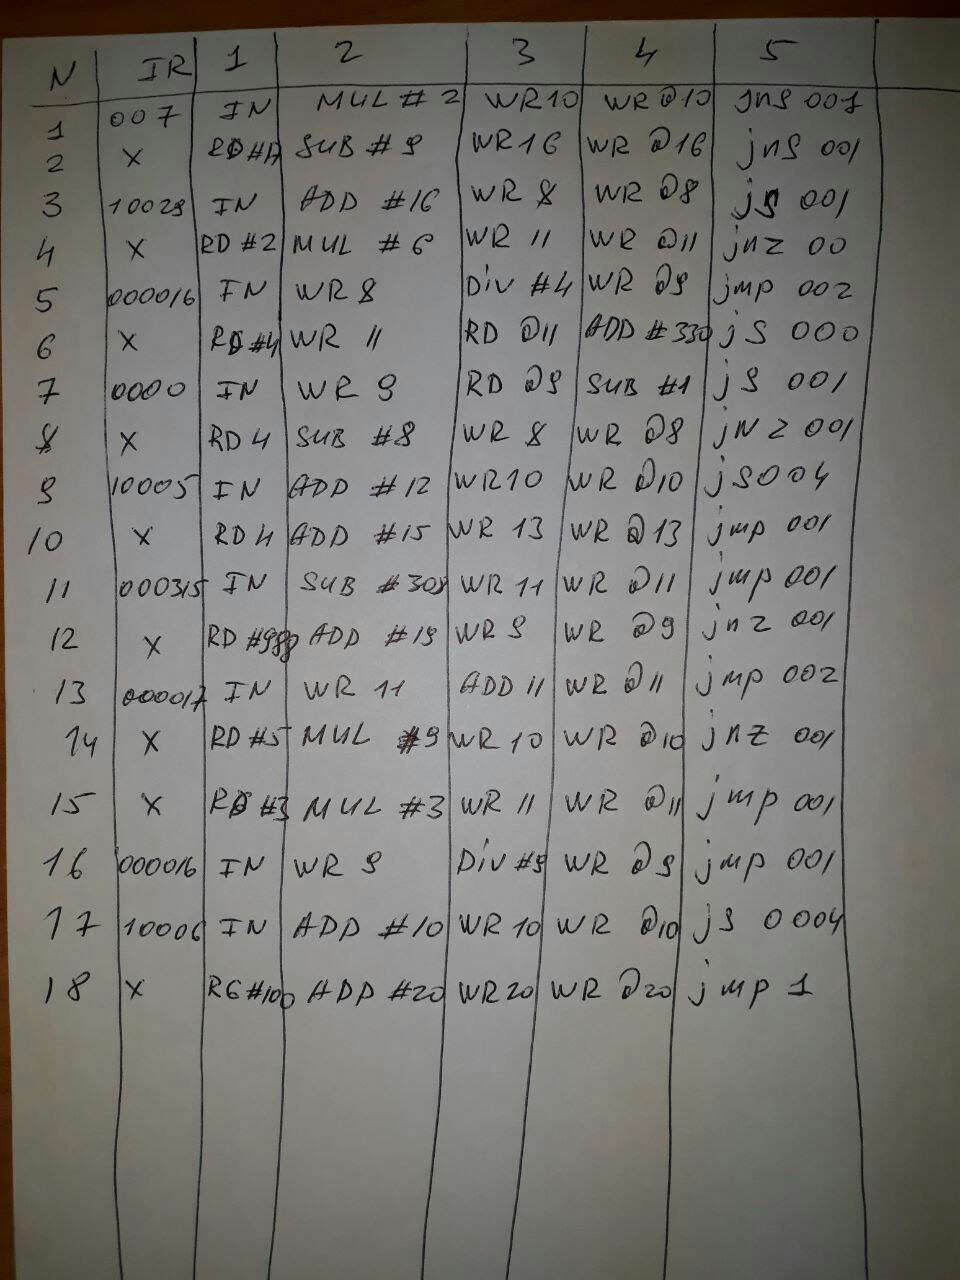 N IR 1 2 3 4 5
1 007 IN MUL #2 WR10 WR @10 jnS 001
2 X RD #17 SUB #9 WR16 WR @16 jnS 001
3 10029 IN ADD #16 WR 8 WR @8 jS 001
4 X RD #2 MUL #6 WR 11 WR @11 jnz 00
5 000016 IN WR 8 Div #4 WR @9 jmp 002
6 X RD #4 WR 11 RD @11 ADD #330 jS 000
7 0000 IN WR 9 RD @9 SUB #1 jS 001
8 X RD 4 SUB #8 WR 8 WR @8 jNZ 001
9 10005 IN ADD #12 WR10 WR @10 jS 004
10 X RD 4 ADD #15 WR 13 WR @13 jmp 001
11 000315 IN SUB #308 WR 11 WR @11 jmp 001
12 X RD ADD #19 WR 9 WR @9 jnz 001
13 000017 IN WR 11 ADD 11 WR @11 jmp 002
14 X RD #5 MUL #9 WR 10 WR @10 jnz 001
15 X RD #3 MUL #3 WR 11 WR @11 jmp 001
16 000016 IN WR 9 Div #9 WR @9 jmp 001
17 10006 IN ADD #10 WR 10 WR @10 jS 0004
18 X RG #100 ADD #20 WR20 WR @20 jmp 1